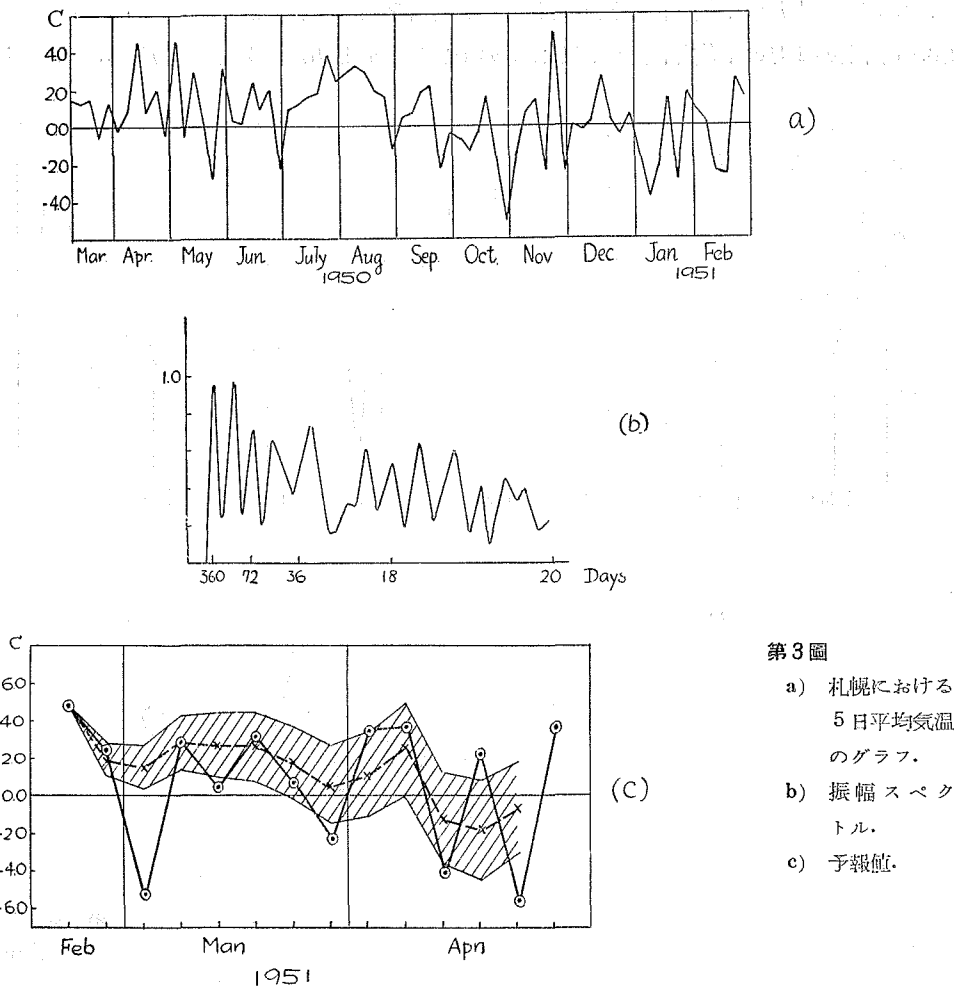 C
40
20
00
-20
-40
Mar. Apr. May Jun. July Aug Sep. Oct. Nov Dec. Jan Feb
1950 1951
a)
1.0
360 72 36 18 20 Days
(b)
C
60
40
20
0.0
-20
-40
-60
Feb Man Apn
1951
(C)
第3圖
a) 札幌における
5日平均気温
のグラフ.
b) 振幅スペク
トル.
c) 予報値.